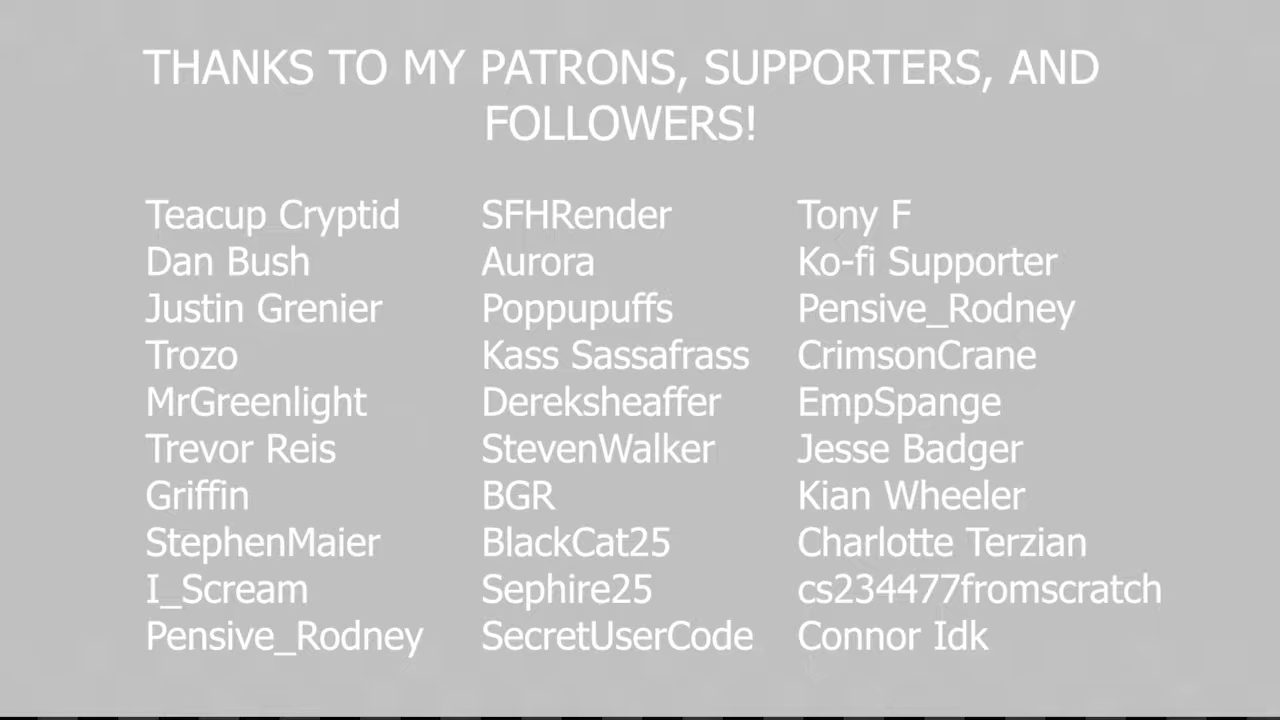 THANKS TO MY PATRONS, SUPPORTERS, AND
FOLLOWERS!
Teacup Cryptid
Dan Bush
Justin Grenier
Trozo
MrGreenlight
Trevor Reis
Griffin
StephenMaier
I_Scream
Pensive_Rodney
SFHRender
Aurora
Poppupuffs
Kass Sassafrass
Dereksheaffer
StevenWalker
BGR
BlackCat25
Sephire25
SecretUserCode
Tony F
Ko-fi Supporter
Pensive_Rodney
CrimsonCrane
EmpSpange
Jesse Badger
Kian Wheeler
Charlotte Terzian
cs234477fromscratch
Connor Idk